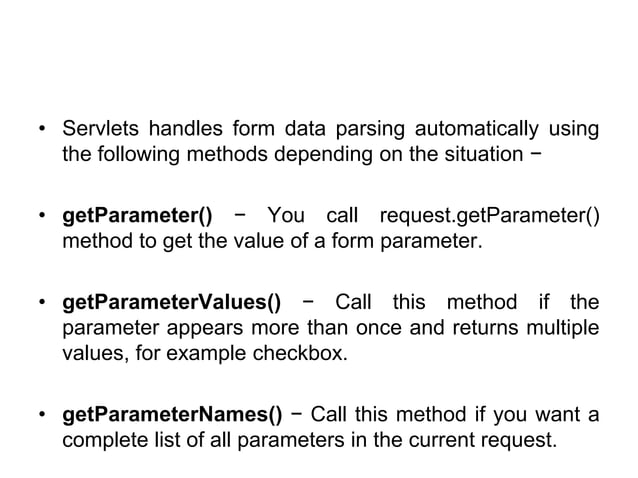 • Servlets handles form data parsing automatically using
the following methods depending on the situation −
• getParameter() − You call request.getParameter()
method to get the value of a form parameter.
• getParameterValues() − Call this method if the
parameter appears more than once and returns multiple
values, for example checkbox.
• getParameterNames() − Call this method if you want a
complete list of all parameters in the current request.